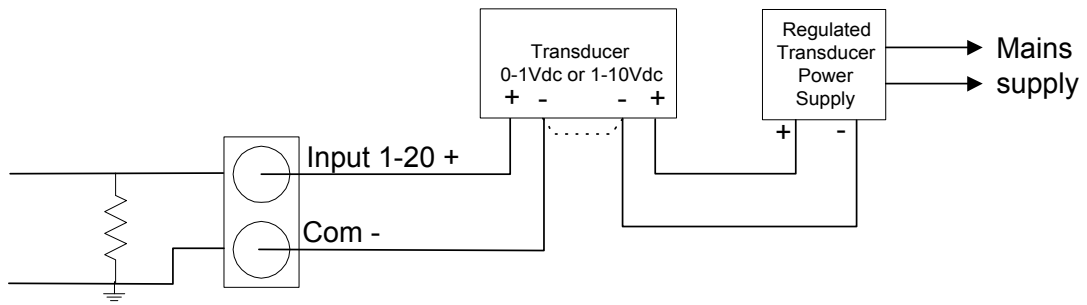 Transducer
0-1Vdc or 1-10Vdc
+ - - +
Regulated
Transducer
Power
Supply
+ -
Mains
supply
Input 1-20 +
Com -